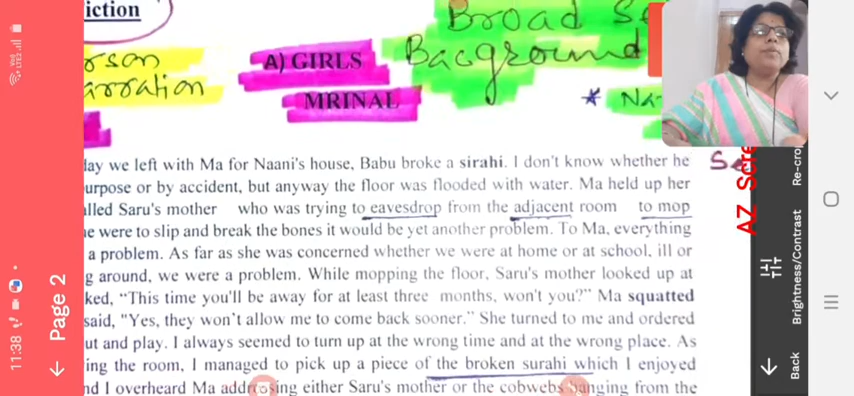 iction
Broad Se
Bacground
rson
arration
A) GIRLS
MRINAL
* Na
lay we left with Ma for Naani's house, Babu broke a sirahi. I don't know whether he
urpose or by accident, but anyway the floor was flooded with water. Ma held up her
alled Saru's mother who was trying to eavesdrop from the adjacent room to mop
ne were to slip and break the bones it would be yet another problem. To Ma, everything
a problem. As far as she was concerned whether we were at home or at school, ill or
g around, we were a problem. While mopping the floor, Saru's mother looked up at
ked, "This time you'll be away for at least three months, won't you?" Ma squatted
said, "Yes, they won't allow me to come back sooner." She turned to me and ordered
ut and play. I always seemed to turn up at the wrong time and at the wrong place. As
ing the room, I managed to pick up a piece of the broken surahi which I enjoyed
nd I overheard Ma addressing either Saru's mother or the cobwebs hanging from the
Se
11:38
Page 2
AZ Scre
Re-cro
Brightness/Contrast
Back